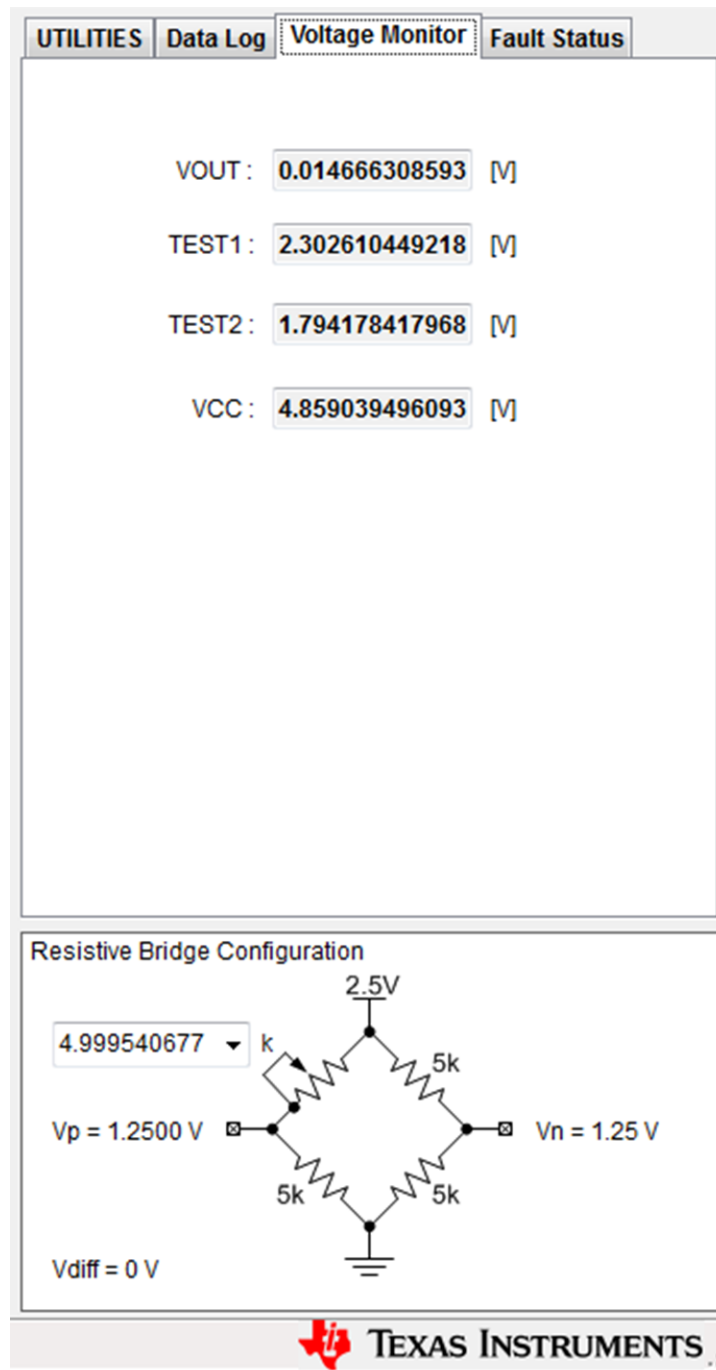 UTILITIES Data Log Voltage Monitor Fault Status
VOUT : 0.014666308593 [V]
TEST1 : 2.302610449218 [V]
TEST2 : 1.794178417968 [V]
VCC : 4.859039496093 [V]
Resistive Bridge Configuration
2.5V
4.999540677 k
5k
Vp = 1.2500 V Vn = 1.25 V
5k 5k
Vdiff = 0 V
TEXAS INSTRUMENTS